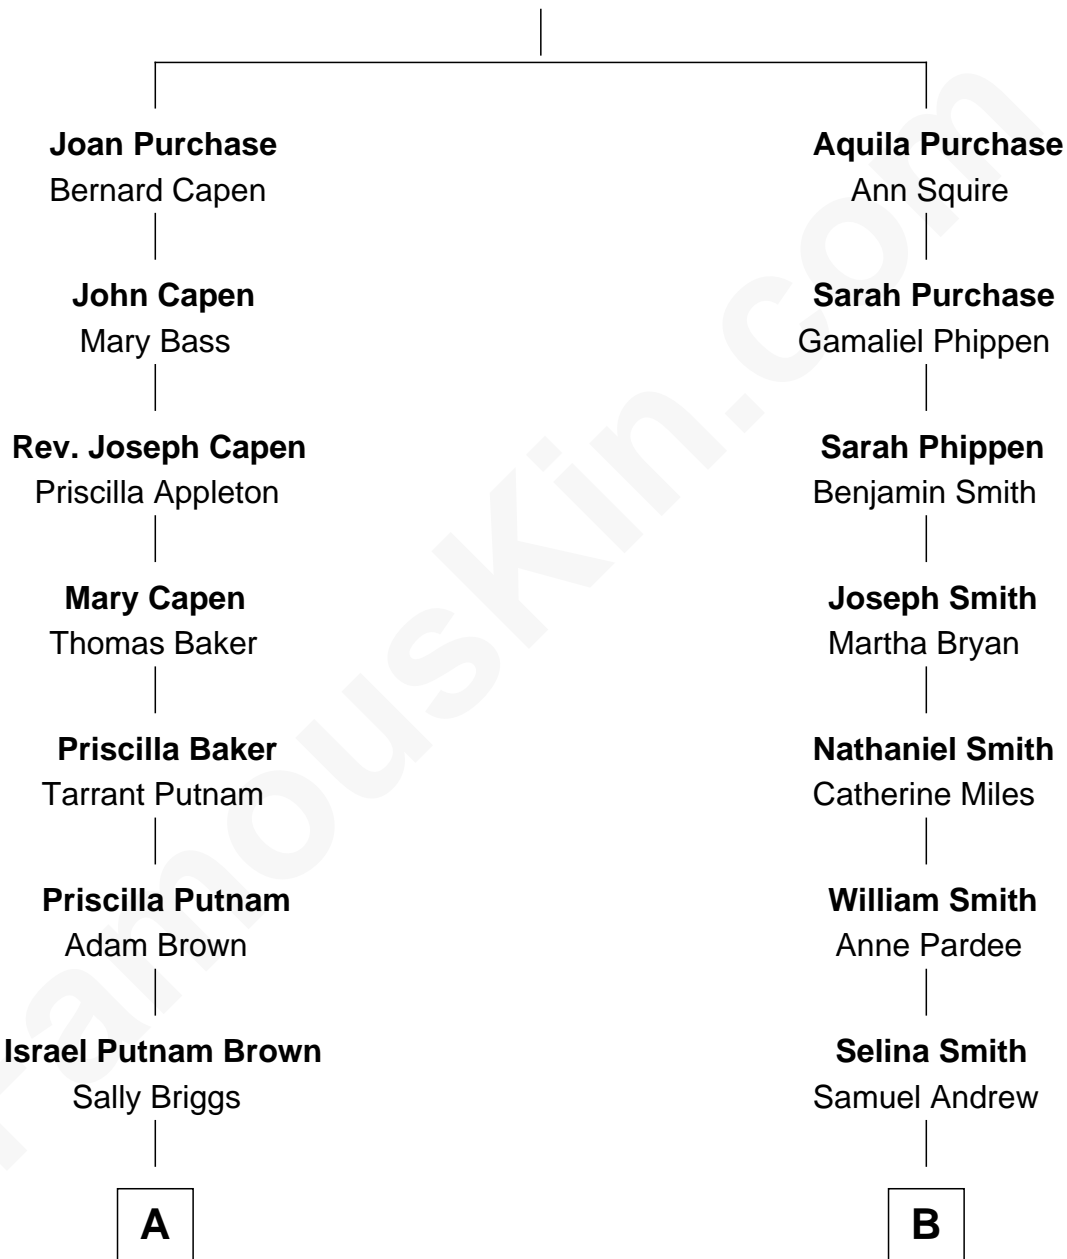 Joan Purchase
Bernard Capen
John Capen
Mary Bass
Rev. Joseph Capen
Priscilla Appleton
Mary Capen
Thomas Baker
Priscilla Baker
Tarrant Putnam
Priscilla Putnam
Adam Brown
Israel Putnam Brown
Sally Briggs
A
Aquila Purchase
Ann Squire
Sarah Purchase
Gamaliel Phippen
Sarah Phippen
Benjamin Smith
Joseph Smith
Martha Bryan
Nathaniel Smith
Catherine Miles
William Smith
Anne Pardee
Selina Smith
Samuel Andrew
B
FamousKin.com